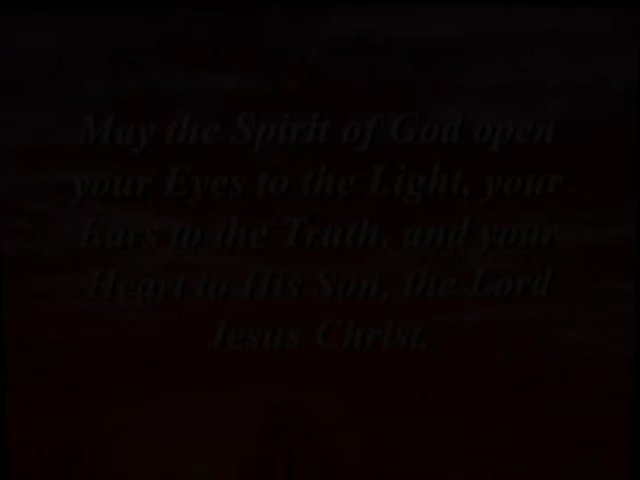 May the Spirit of God open
your Eyes to the Light, your
Ears to the Truth, and your
Heart to His Son, the Lord
Jesus Christ.